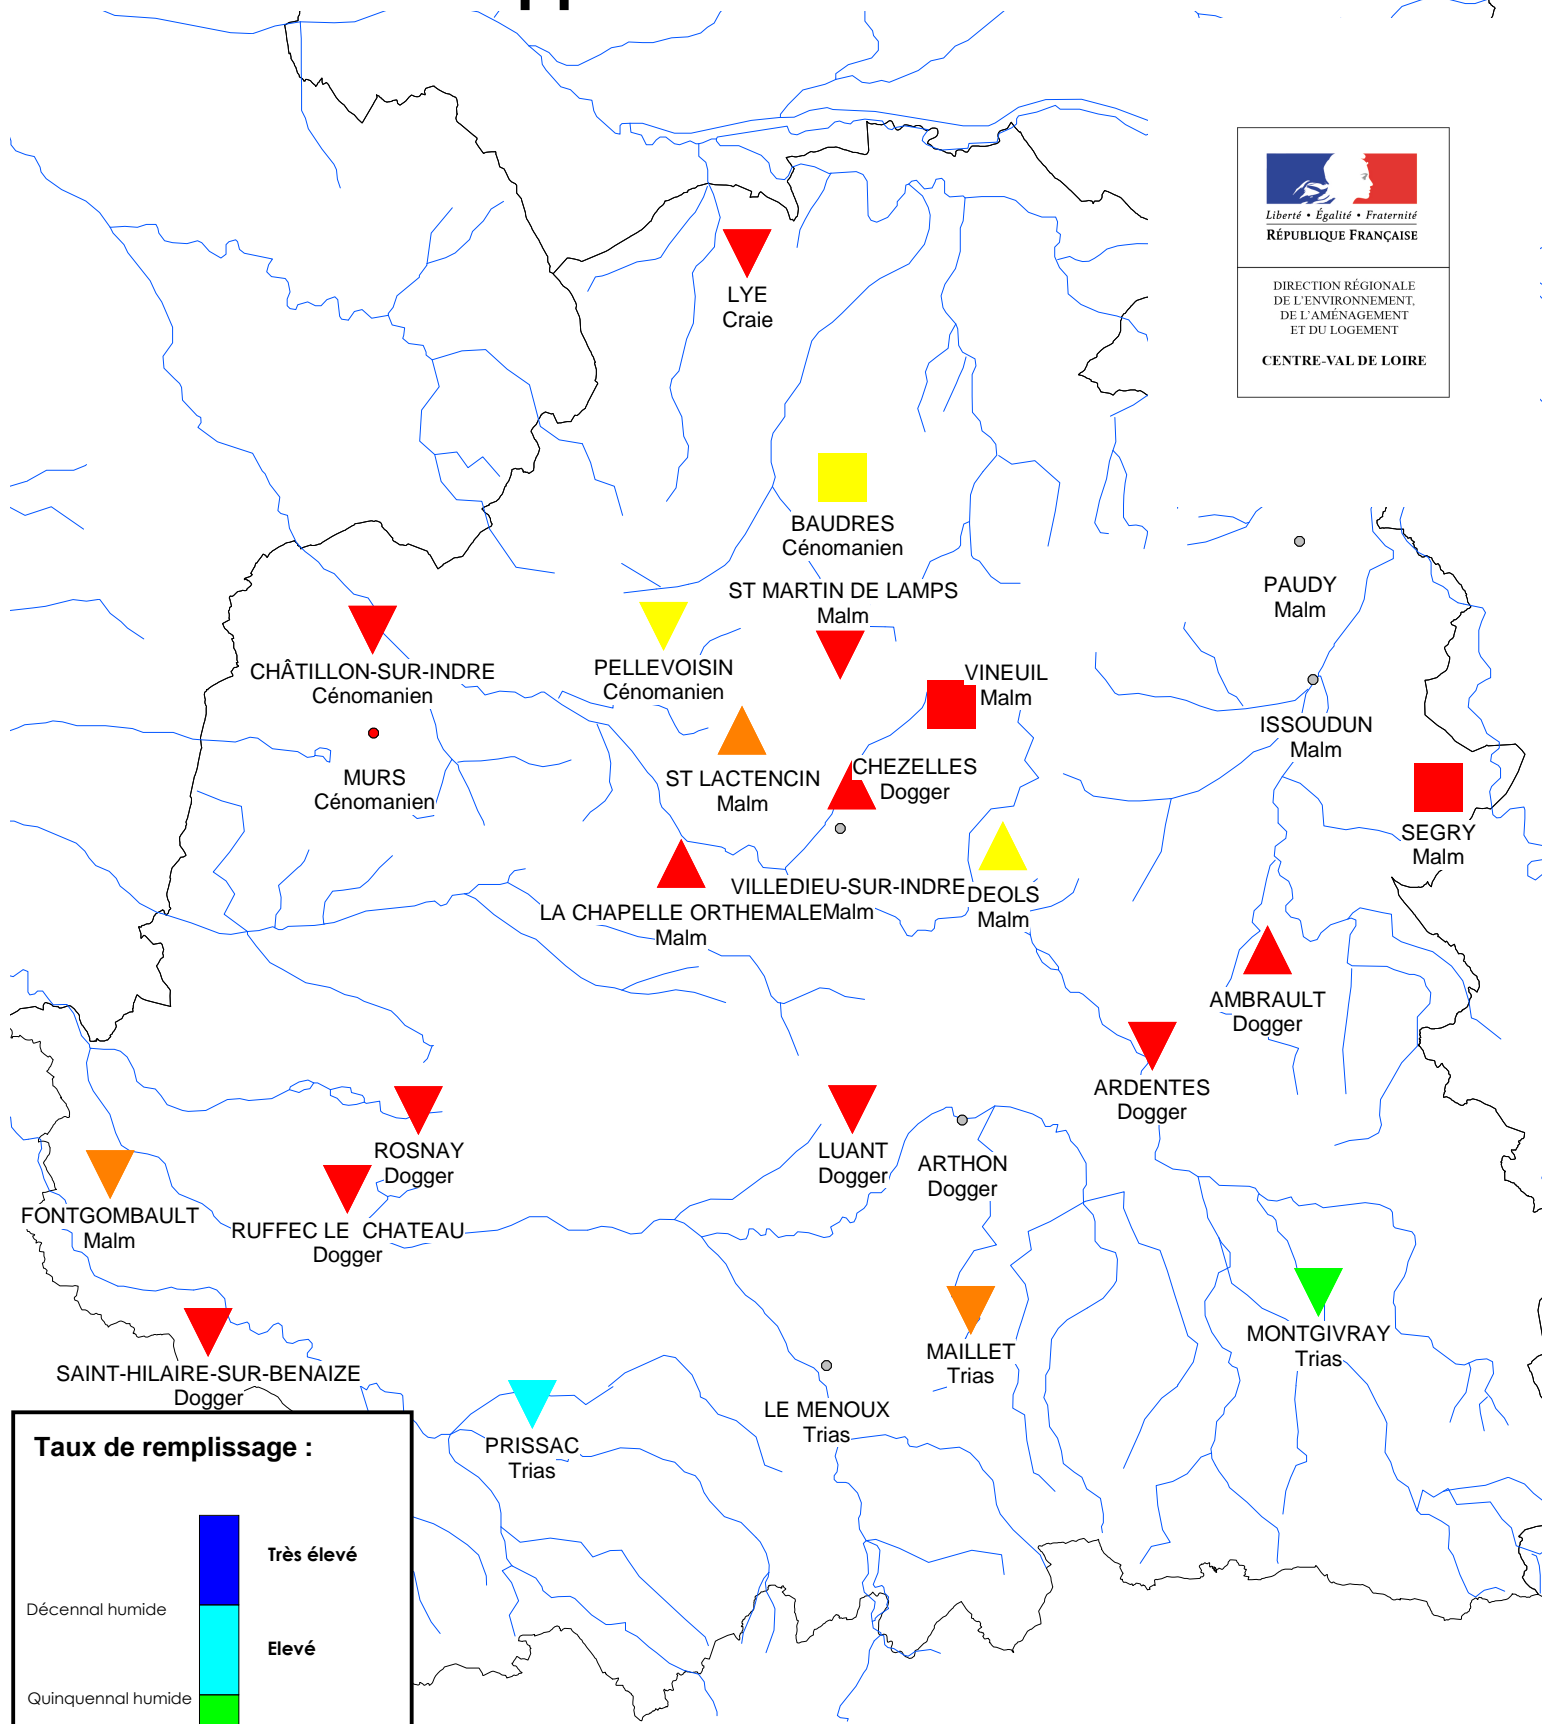 Liberté • Égalité • Fraternité
RÉPUBLIQUE FRANÇAISE
DIRECTION RÉGIONALE
DE L'ENVIRONNEMENT,
DE L'AMÉNAGEMENT
ET DU LOGEMENT
CENTRE-VAL DE LOIRE
LYE
Craie
BAUDRES
Cénomanien
ST MARTIN DE LAMPS
Malm
PAUDY
Malm
CHÂTILLON-SUR-INDRE
Cénomanien
PELLEVOISIN
Cénomanien
VINEUIL
Malm
ISSOUDUN
Malm
MURS
Cénomanien
ST LACTENCIN
Malm
CHEZELLES
Dogger
SEGRY
Malm
LA CHAPELLE ORTHEMALE
Malm
VILLEDIEU-SUR-INDRE
Malm
DEOLS
Malm
AMBRAULT
Dogger
ARDENTES
Dogger
ROSNAY
Dogger
LUANT
Dogger
ARTHON
Dogger
FONTGOMBAULT
Malm
RUFFEC LE  CHATEAU
Dogger
MONTGIVRAY
Trias
MAILLET
Trias
SAINT-HILAIRE-SUR-BENAIZE
Dogger
LE MENOUX
Trias
PRISSAC
Trias
Taux de remplissage :
Très élevé
Décennal humide
Elevé
Quinquennal humide